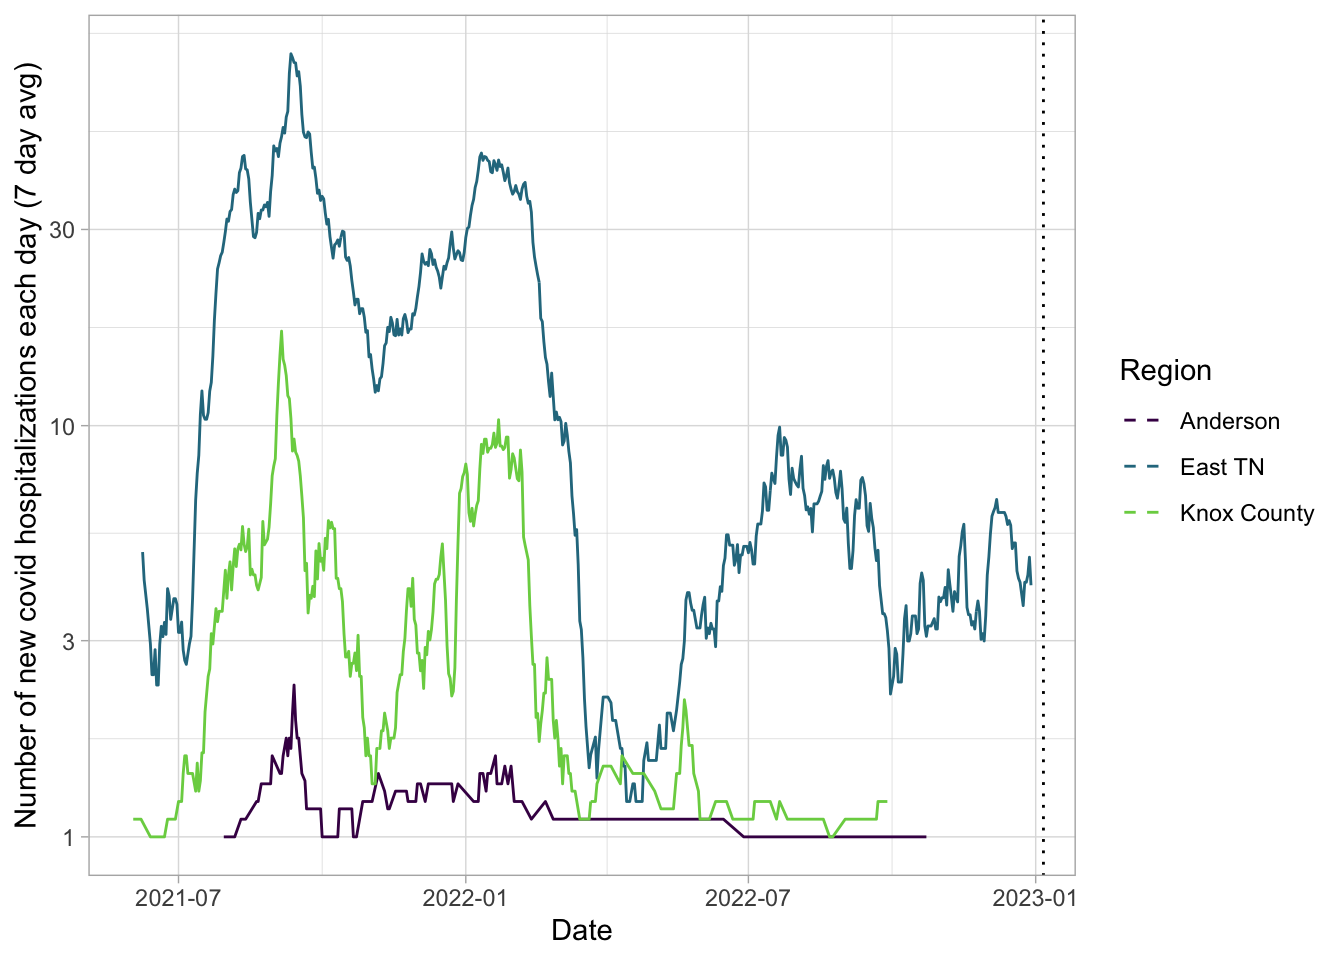 Number of new covid hospitalizations each day (7 day avg)
30
10
3
1
2021-07
2022-01
2022-07
2023-01
Date
Region
Anderson
East TN
Knox County